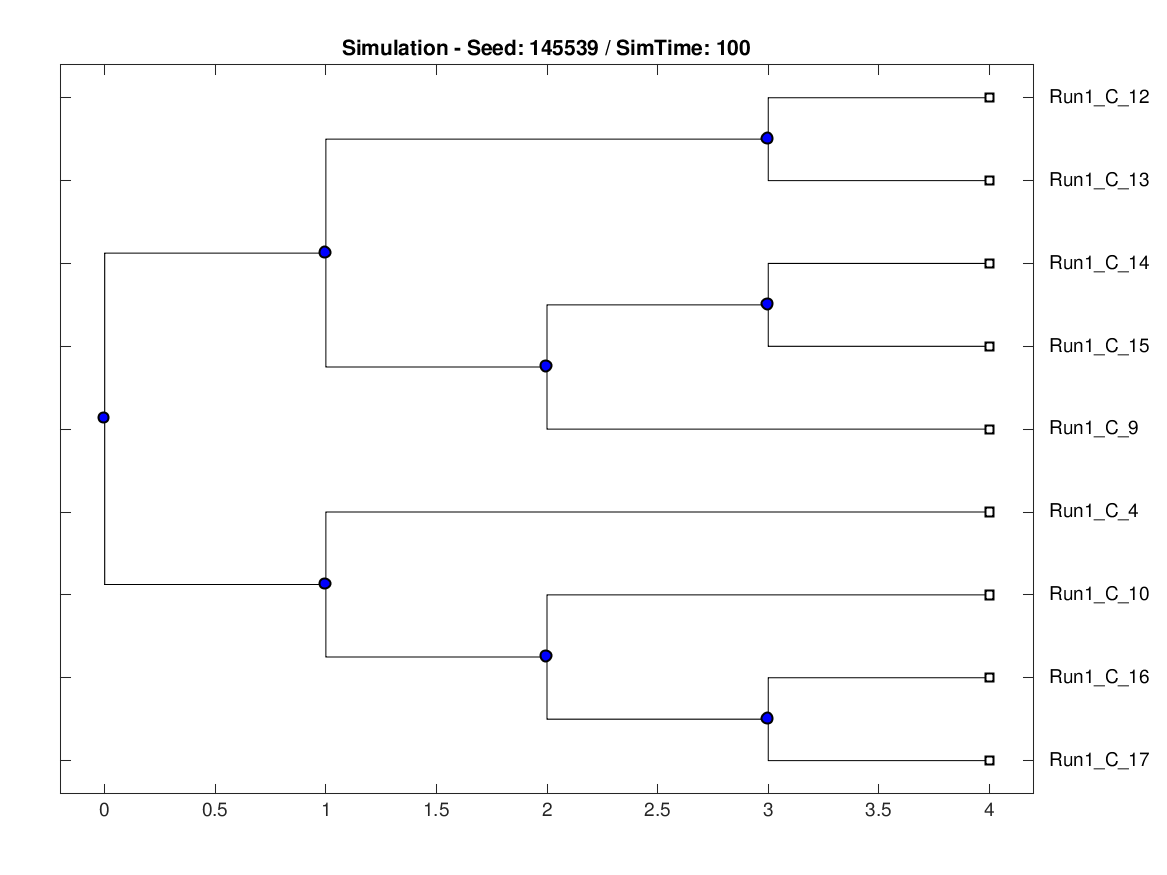 Simulation - Seed: 145539 / SimTime: 100
Run1_C_12
Run1_C_13
Run1_C_14
Run1_C_15
Run1_C_9
Run1_C_4
Run1_C_10
Run1_C_16
Run1_C_17
0 0.5 1 1.5 2 2.5 3 3.5 4